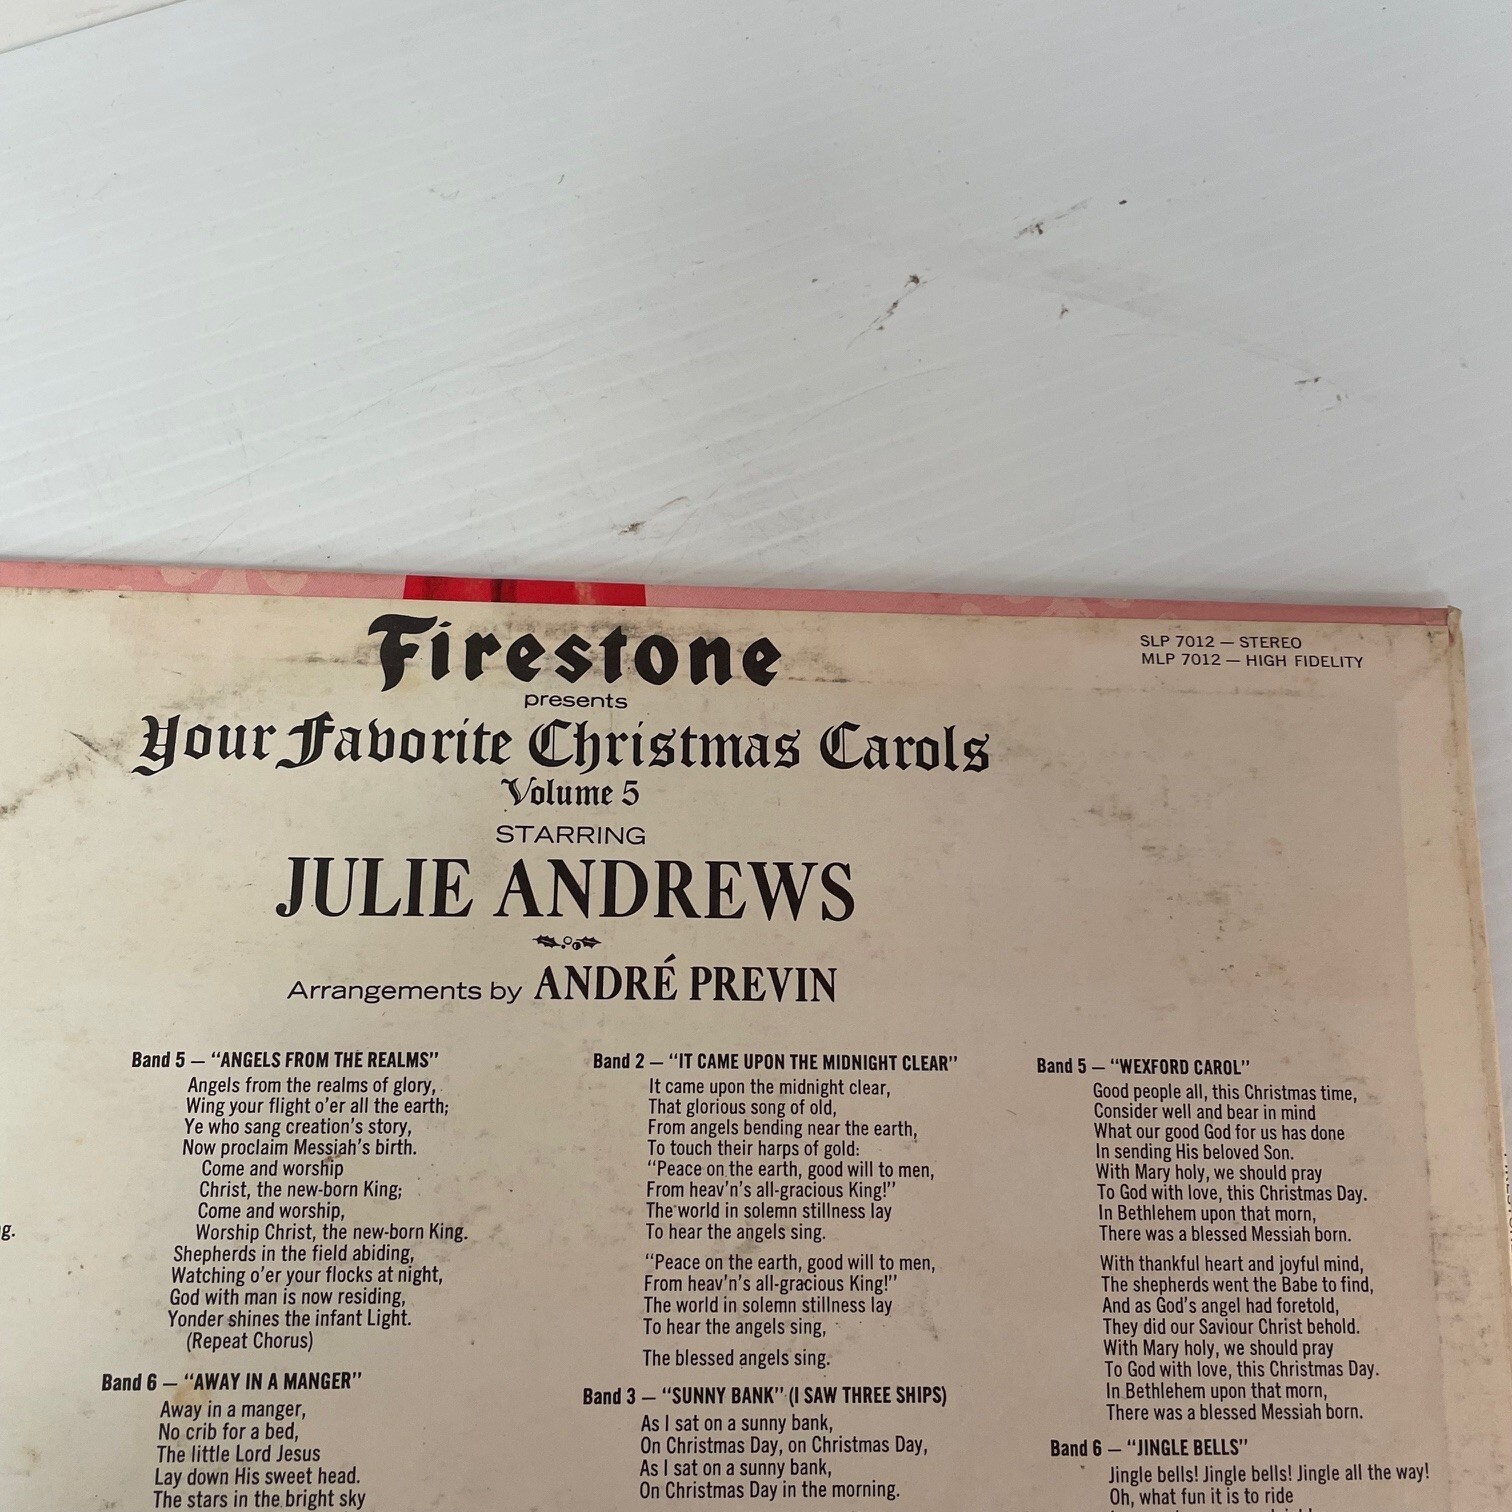 Firestone
presents
Your Favorite Christmas Carols
Volume 5
STARRING
JULIE ANDREWS
Arrangements by ANDRÉ PREVIN
SLP 7012 — STEREO
MLP 7012 — HIGH FIDELITY
g.
Band 5 — "ANGELS FROM THE REALMS"
Angels from the realms of glory,
Wing your flight o'er all the earth;
Ye who sang creation's story,
Now proclaim Messiah's birth.
Come and worship
Christ, the new-born King;
Come and worship,
Worship Christ, the new-born King.
Shepherds in the field abiding,
Watching o'er your flocks at night,
God with man is now residing,
Yonder shines the infant Light.
(Repeat Chorus)
Band 6 — "AWAY IN A MANGER"
Away in a manger,
No crib for a bed,
The little Lord Jesus
Lay down His sweet head.
The stars in the bright sky
Band 2 — "IT CAME UPON THE MIDNIGHT CLEAR"
It came upon the midnight clear,
That glorious song of old,
From angels bending near the earth,
To touch their harps of gold:
"Peace on the earth, good will to men,
From heav'n's all-gracious King!"
The world in solemn stillness lay
To hear the angels sing.
"Peace on the earth, good will to men,
From heav'n's all-gracious King!"
The world in solemn stillness lay
To hear the angels sing,
The blessed angels sing.
Band 3 — "SUNNY BANK" (I SAW THREE SHIPS)
As I sat on a sunny bank,
On Christmas Day, on Christmas Day,
As I sat on a sunny bank,
On Christmas Day in the morning.
Band 5 — "WEXFORD CAROL"
Good people all, this Christmas time,
Consider well and bear in mind
What our good God for us has done
In sending His beloved Son.
With Mary holy, we should pray
To God with love, this Christmas Day.
In Bethlehem upon that morn,
There was a blessed Messiah born.
With thankful heart and joyful mind,
The shepherds went the Babe to find,
And as God's angel had foretold,
They did our Saviour Christ behold.
With Mary holy, we should pray
To God with love, this Christmas Day.
In Bethlehem upon that morn,
There was a blessed Messiah born.
Band 6 — "JINGLE BELLS"
Jingle bells! Jingle bells! Jingle all the way!
Oh, what fun it is to ride